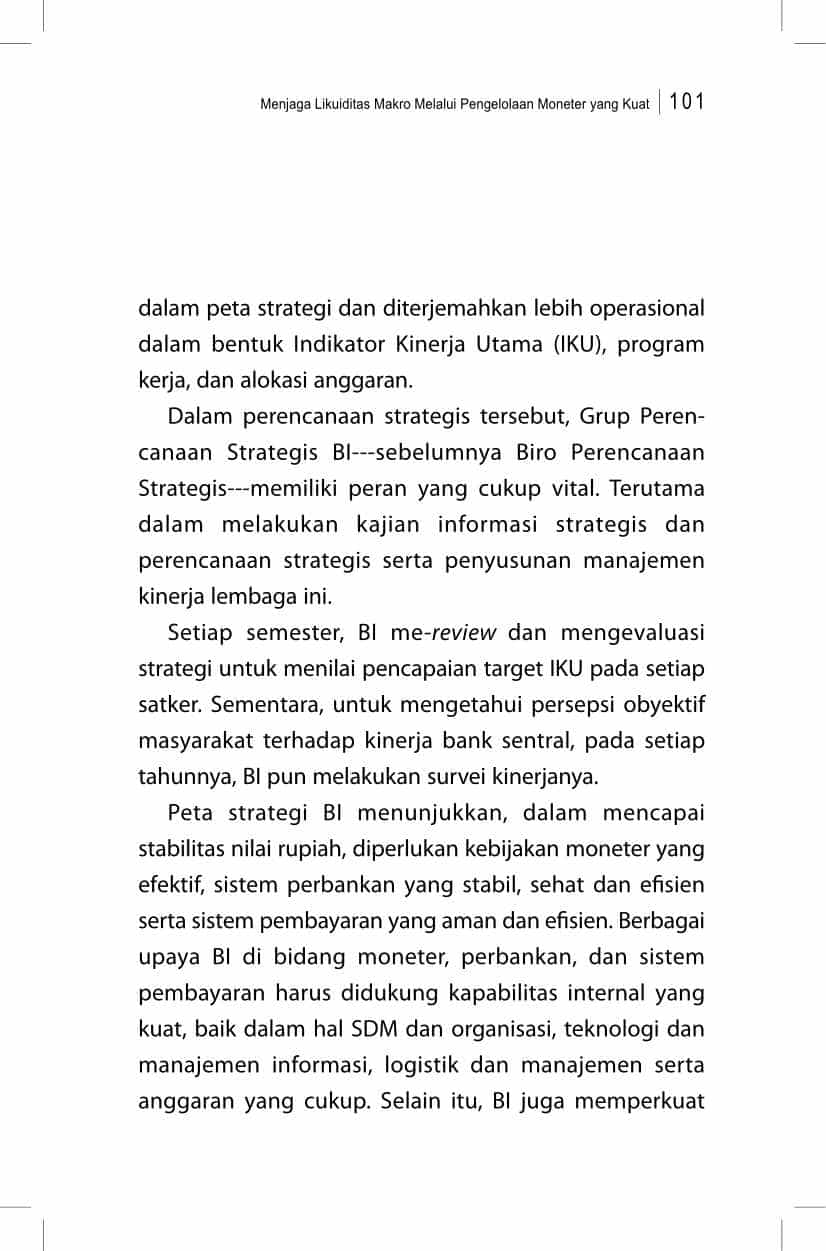 Menjaga Likuiditas Makro Melalui Pengelolaan Moneter yang Kuat 101
dalam peta strategi dan diterjemahkan lebih operasional
dalam bentuk Indikator Kinerja Utama (IKU), program
kerja, dan alokasi anggaran.
Dalam perencanaan strategis tersebut, Grup Peren-
canaan Strategis BI---sebelumnya Biro Perencanaan
Strategis---memiliki peran yang cukup vital. Terutama
dalam melakukan kajian informasi strategis dan
perencanaan strategis serta penyusunan manajemen
kinerja lembaga ini.
Setiap semester, BI me-review dan mengevaluasi
strategi untuk menilai pencapaian target IKU pada setiap
satker. Sementara, untuk mengetahui persepsi obyektif
masyarakat terhadap kinerja bank sentral, pada setiap
tahunnya, BI pun melakukan survei kinerjanya.
Peta strategi BI menunjukkan, dalam mencapai
stabilitas nilai rupiah, diperlukan kebijakan moneter yang
efektif, sistem perbankan yang stabil, sehat dan efisien
serta sistem pembayaran yang aman dan efisien. Berbagai
upaya BI di bidang moneter, perbankan, dan sistem
pembayaran harus didukung kapabilitas internal yang
kuat, baik dalam hal SDM dan organisasi, teknologi dan
manajemen informasi, logistik dan manajemen serta
anggaran yang cukup. Selain itu, BI juga memperkuat